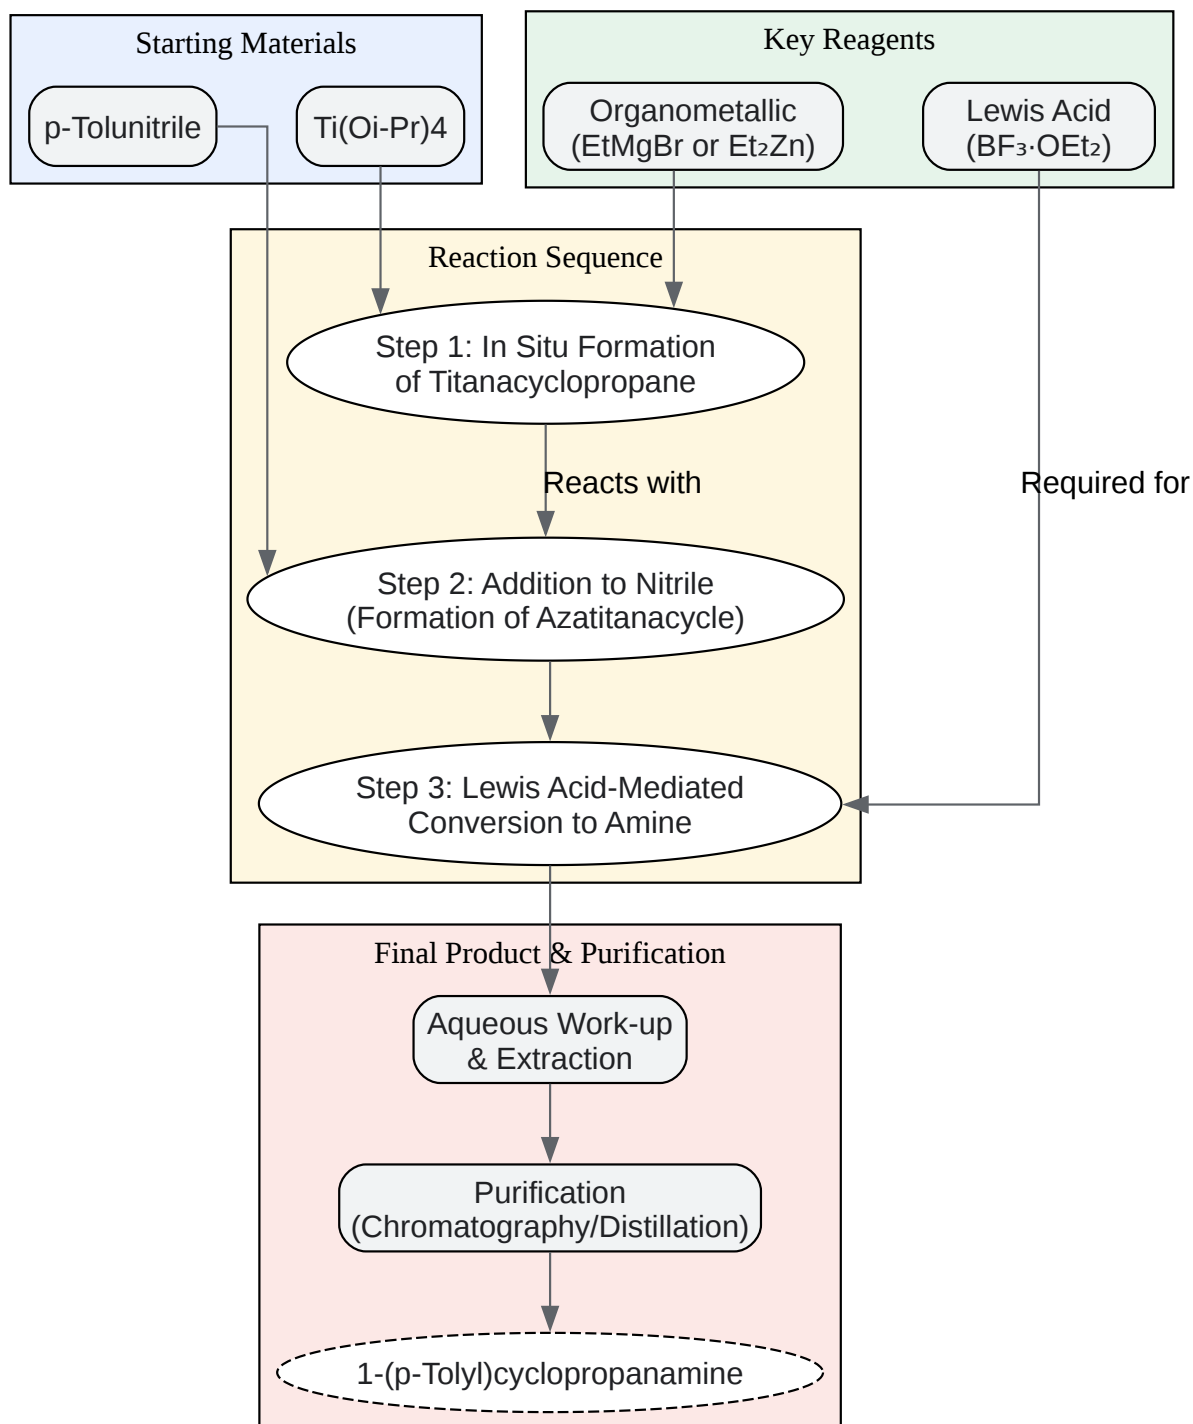 Starting Materials
p-Tolunitrile
Ti(Oi-Pr)4
Key Reagents
Organometallic
(EtMgBr or Et₂Zn)
Lewis Acid
(BF₃·OEt₂)
Reaction Sequence
Step 1: In Situ Formation
of Titanacyclopropane
Reacts with
Required for
Step 2: Addition to Nitrile
(Formation of Azatitanacycle)
Step 3: Lewis Acid-Mediated
Conversion to Amine
Final Product & Purification
Aqueous Work-up
& Extraction
Purification
(Chromatography/Distillation)
1-(p-Tolyl)cyclopropanamine